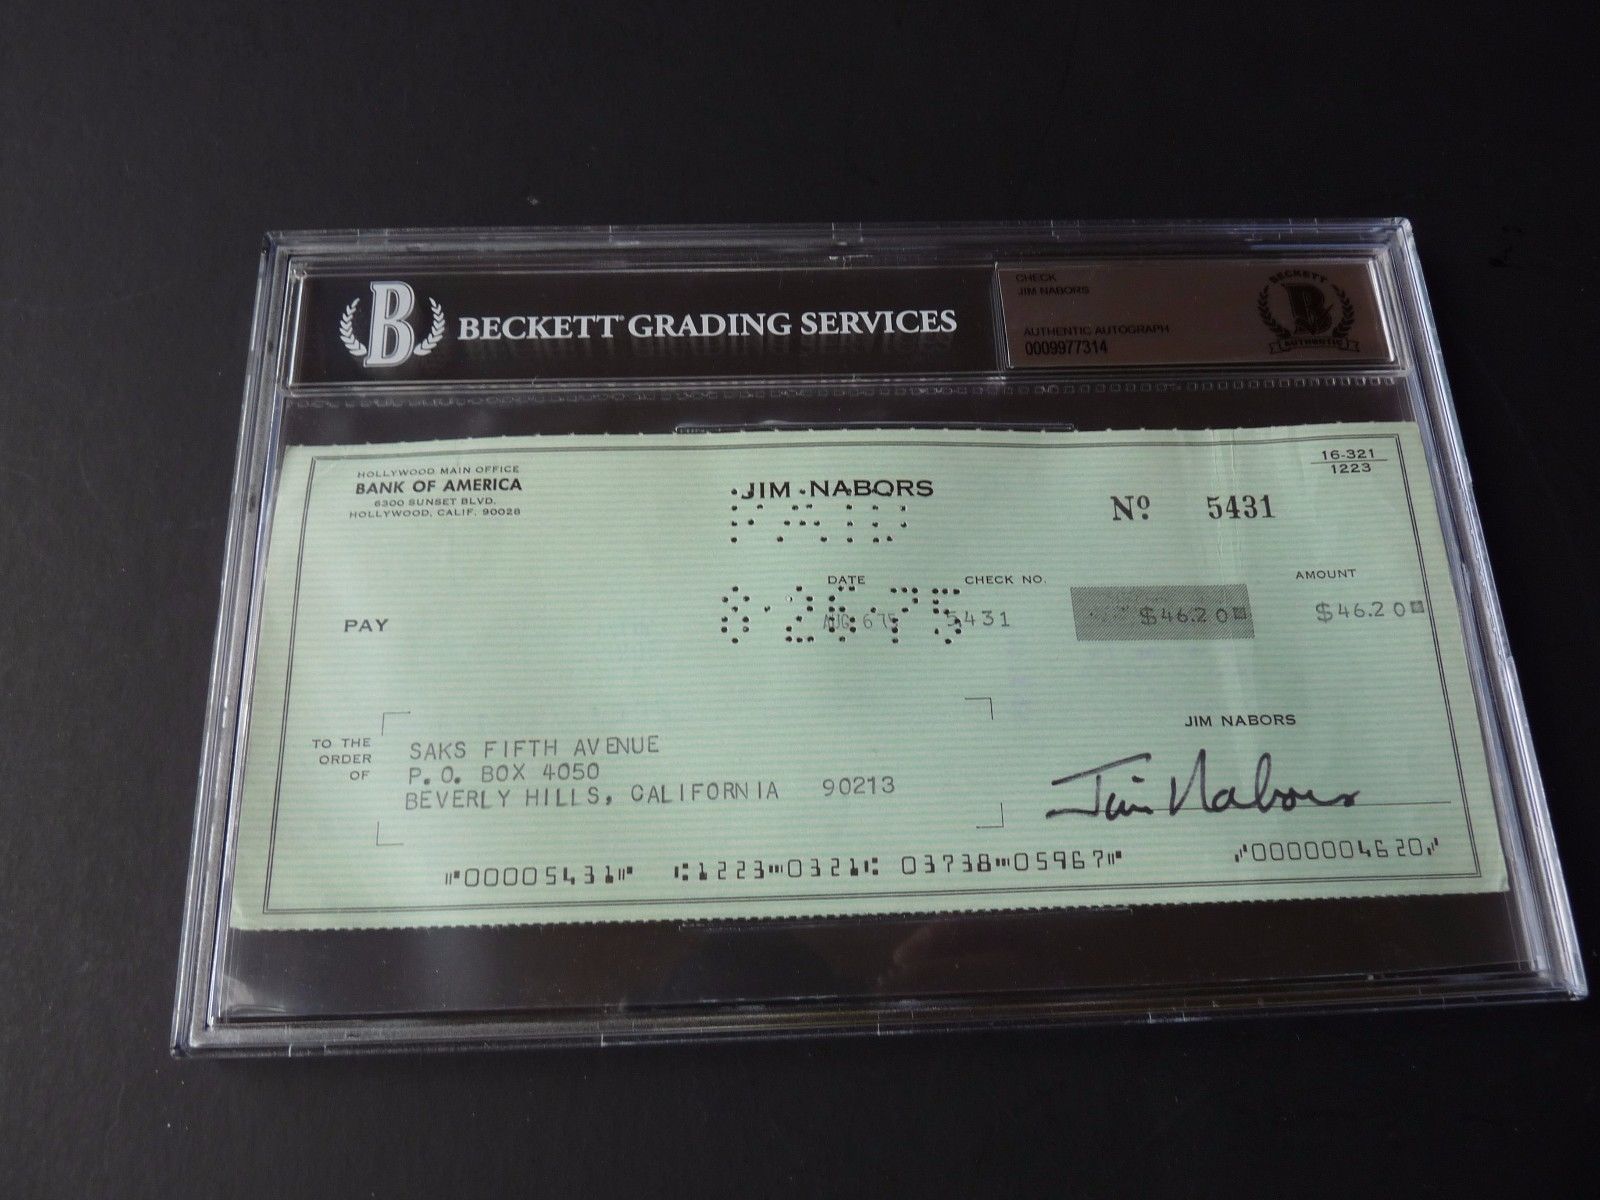 BECKETT GRADING SERVICES
CHECK
JIM NABORS
AUTHENTIC AUTOGRAPH
0009977314
BECKETT
B
AUTHENTIC
HOLLYWOOD MAIN OFFICE
BANK OF AMERICA
6300 SUNSET BLVD.
HOLLYWOOD, CALIF. 90028
JIM NABORS
PAID
16-321
1223
Nº 5431
DATE CHECK NO. AMOUNT
8·26·75
PAY AUG 6 75 5431 $46.20 $46.20
TO THE
ORDER
OF
SAKS FIFTH AVENUE
P.O. BOX 4050
BEVERLY HILLS, CALIFORNIA 90213
JIM NABORS
Jim Nabors
⑈00005431⑈ ⑆1223⑉0321⑆ 03738⑉05967⑈ ⑇0000004620⑇